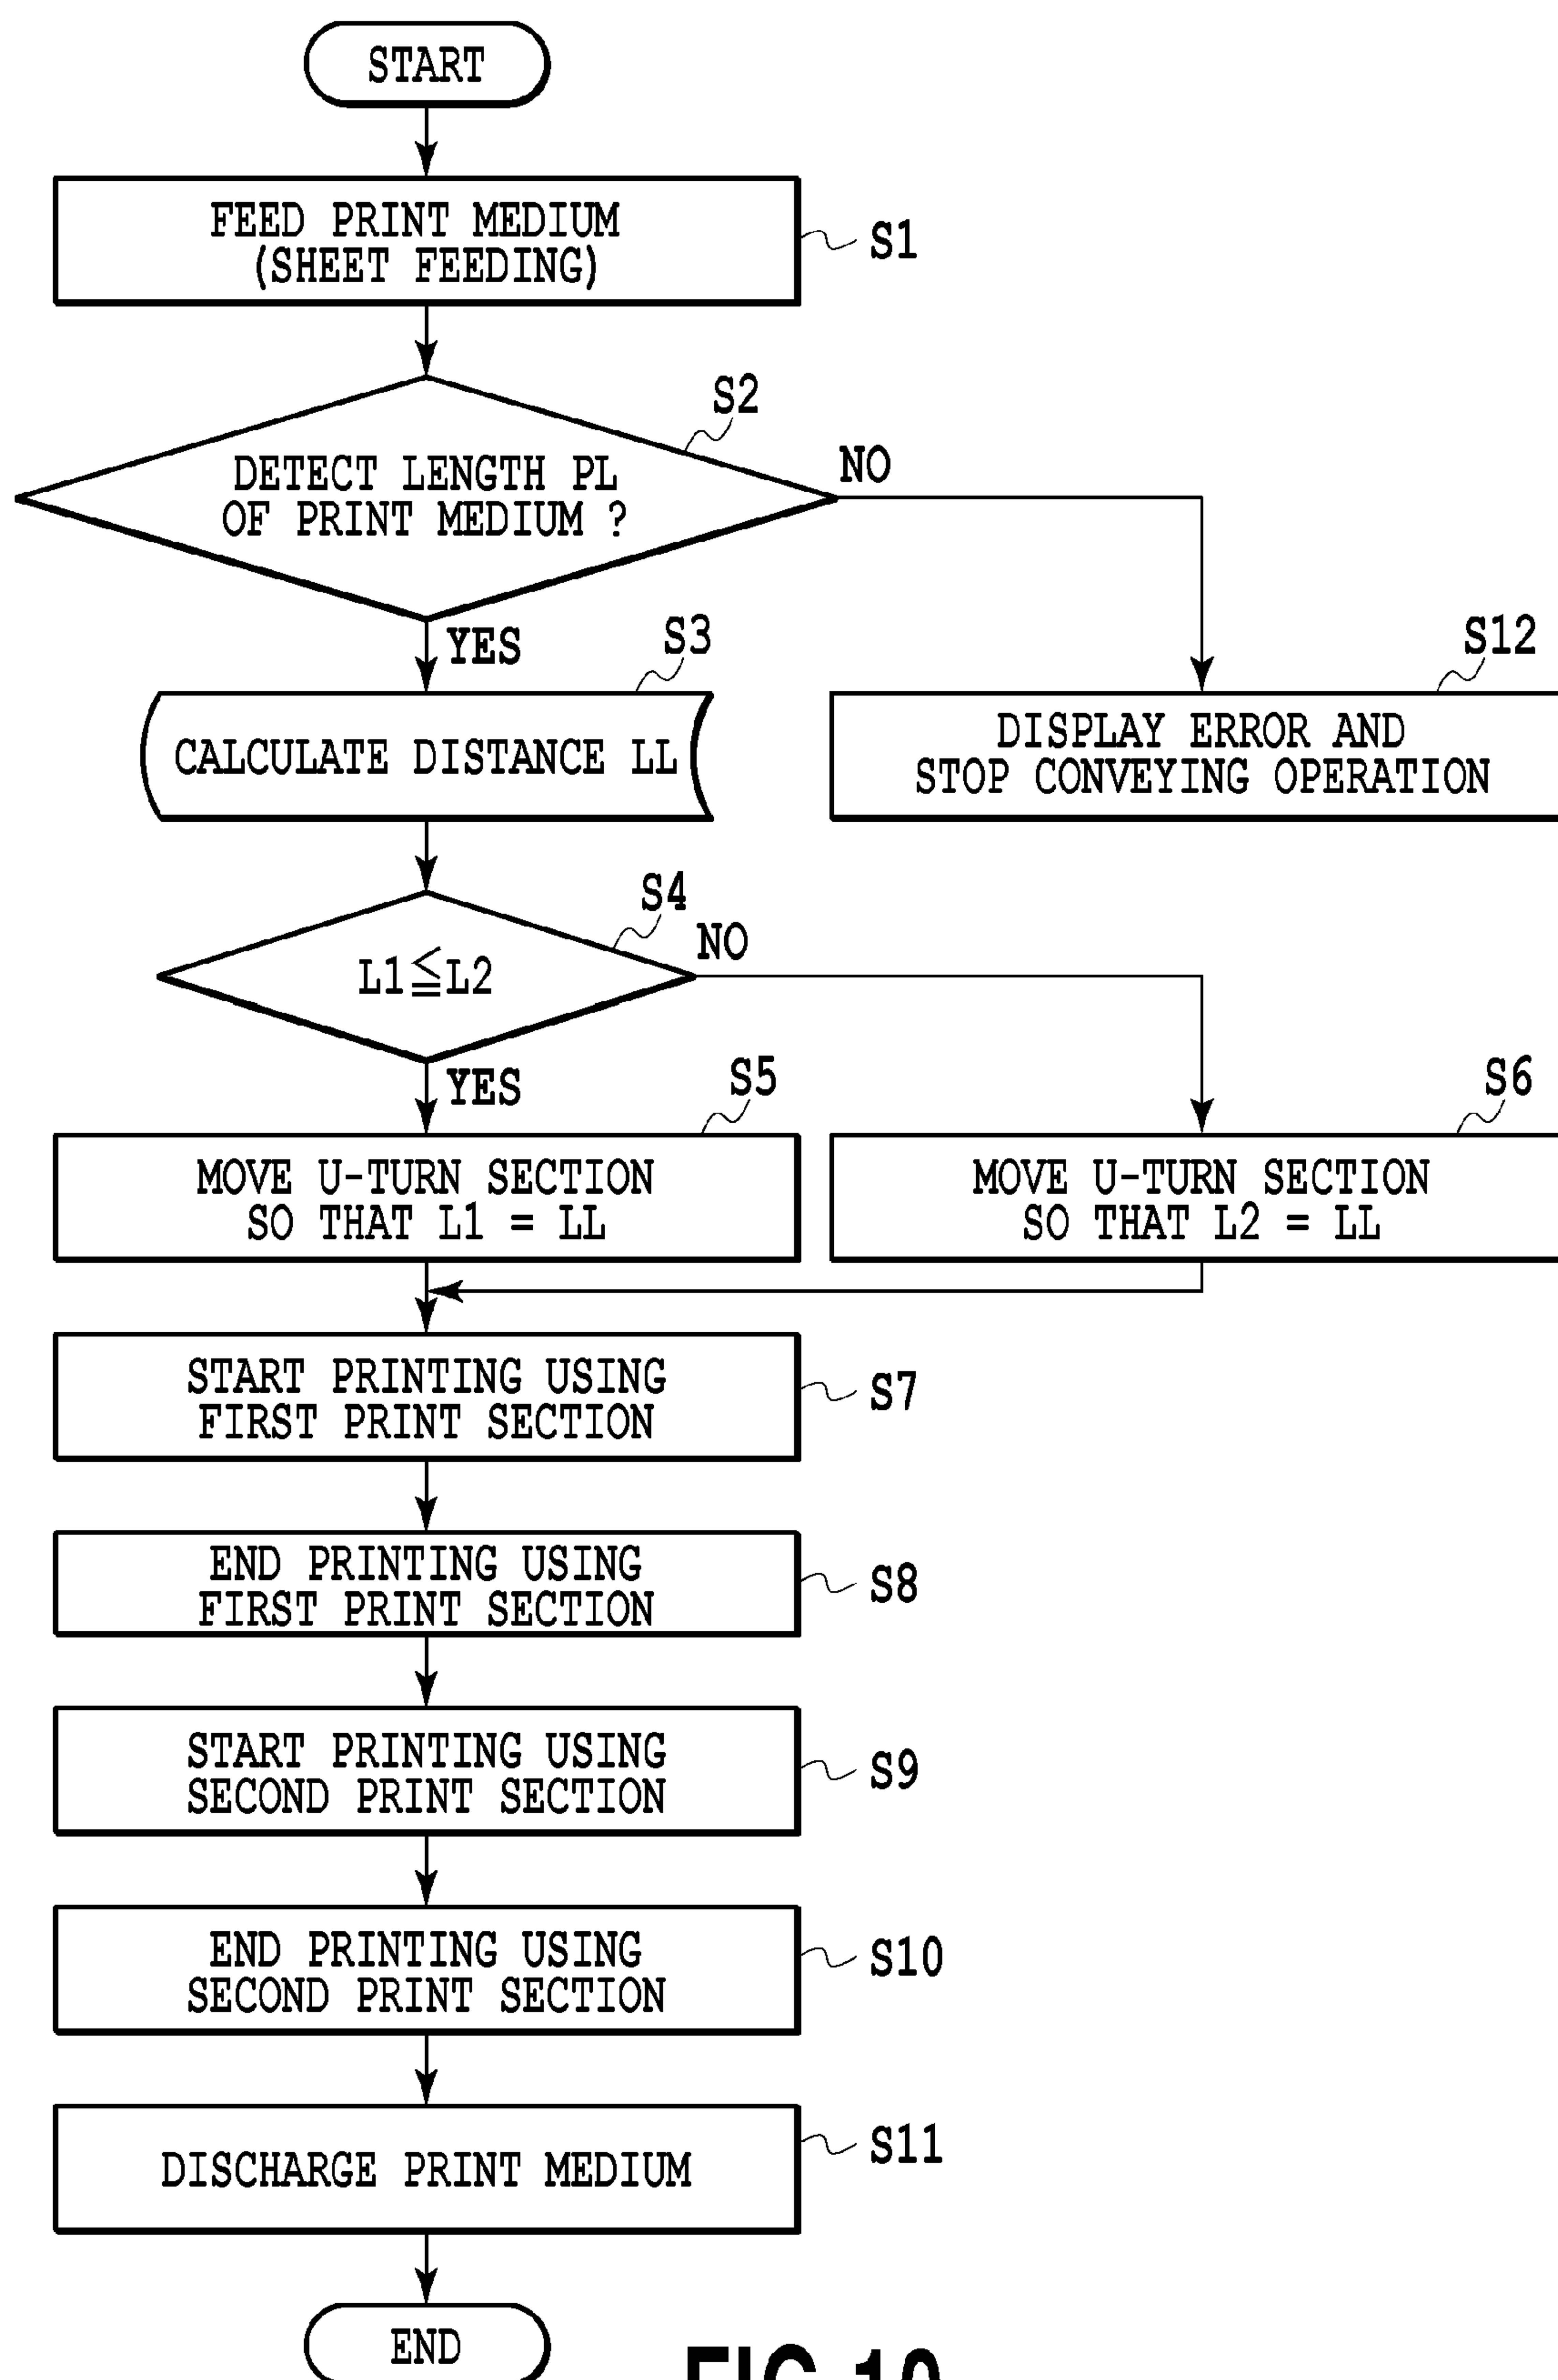 START
FEED PRINT MEDIUM
(SHEET FEEDING)
S1
S2
DETECT LENGTH PL
OF PRINT MEDIUM ?
NO
YES
S3
CALCULATE DISTANCE LL
S12
DISPLAY ERROR AND
STOP CONVEYING OPERATION
S4
L1≦L2
NO
YES
S5
MOVE U-TURN SECTION
SO THAT L1 = LL
S6
MOVE U-TURN SECTION
SO THAT L2 = LL
START PRINTING USING
FIRST PRINT SECTION
S7
END PRINTING USING
FIRST PRINT SECTION
S8
START PRINTING USING
SECOND PRINT SECTION
S9
END PRINTING USING
SECOND PRINT SECTION
S10
DISCHARGE PRINT MEDIUM
S11
END